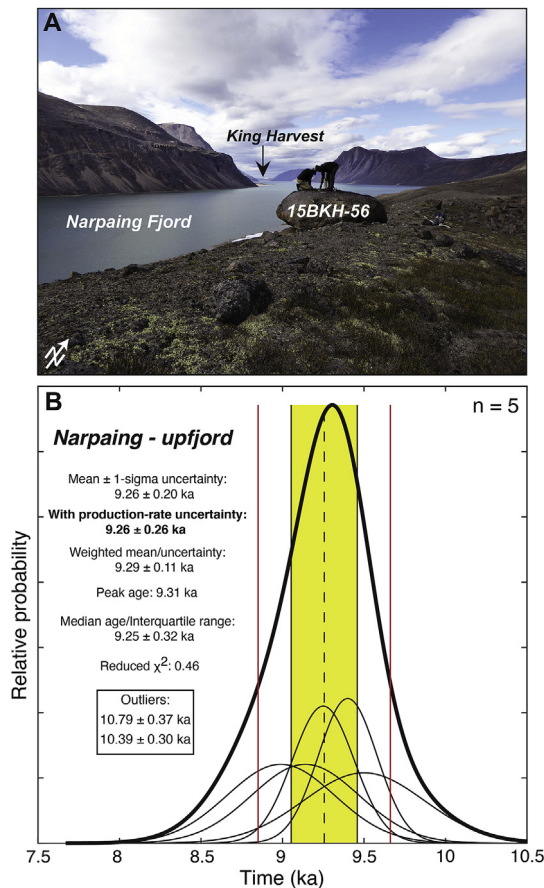 A
King Harvest
15BKH-56
Narpaing Fjord
N
B
n = 5
Narpaing - upfjord
Mean ± 1-sigma uncertainty:
9.26 ± 0.20 ka
With production-rate uncertainty:
9.26 ± 0.26 ka
Weighted mean/uncertainty:
9.29 ± 0.11 ka
Peak age: 9.31 ka
Median age/Interquartile range:
9.25 ± 0.32 ka
Reduced χ²: 0.46
Outliers:
10.79 ± 0.37 ka
10.39 ± 0.30 ka
Relative probability
7.5 8 8.5 9 9.5 10 10.5
Time (ka)